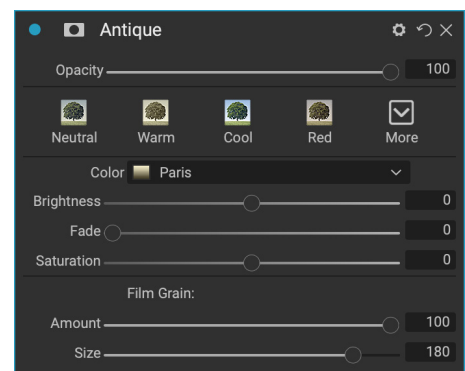 Antique
Opacity 100
Neutral Warm Cool Red More
Color Paris
Brightness 0
Fade 0
Saturation 0
Film Grain:
Amount 100
Size 180